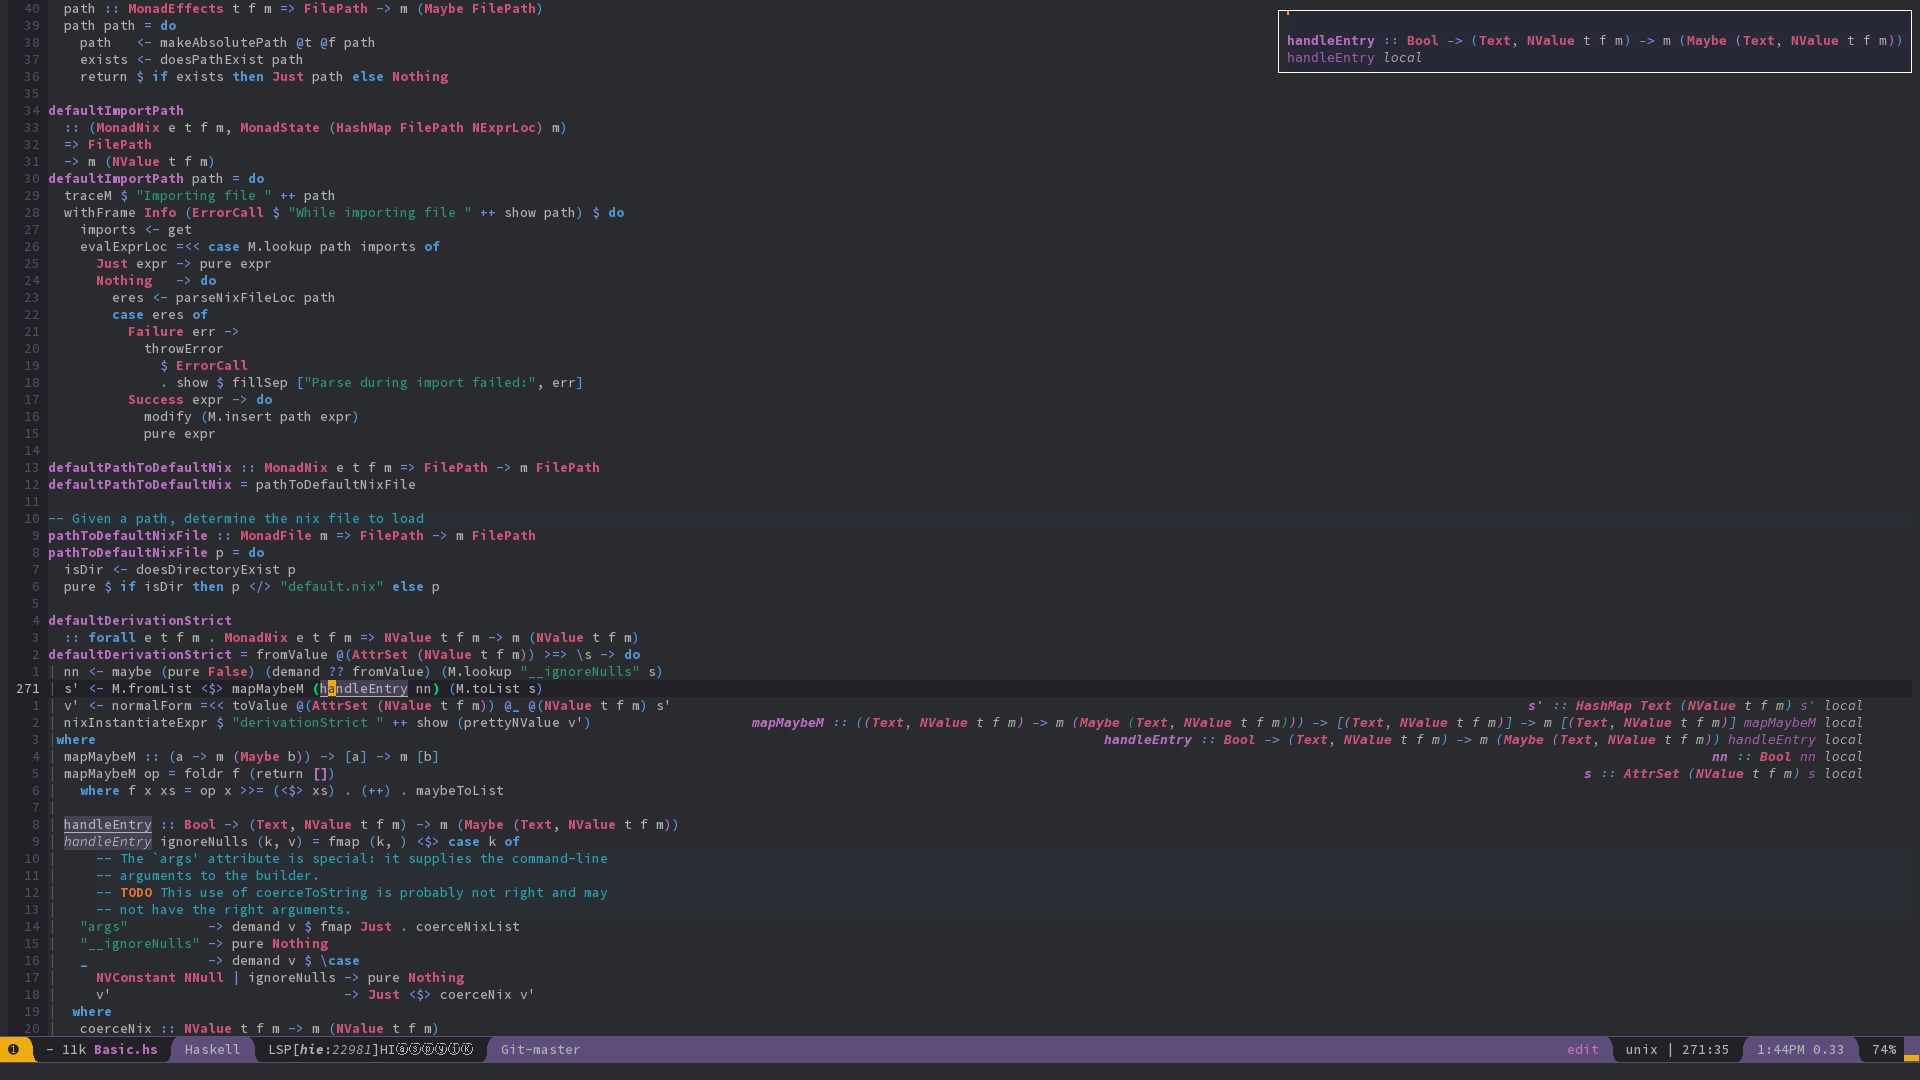 40 path :: MonadEffects t f m => FilePath -> m (Maybe FilePath)
39 path path = do
38 path <- makeAbsolutePath @t @f path
37 exists <- doesPathExist path
36 return $ if exists then Just path else Nothing
35
34 defaultImportPath
33 :: (MonadNix e t f m, MonadState (HashMap FilePath NExprLoc) m)
32 => FilePath
31 -> m (NValue t f m)
30 defaultImportPath path = do
29 traceM $ "Importing file " ++ path
28 withFrame Info (ErrorCall $ "While importing file " ++ show path) $ do
27 imports <- get
26 evalExprLoc =<< case M.lookup path imports of
25 Just expr -> pure expr
24 Nothing -> do
23 eres <- parseNixFileLoc path
22 case eres of
21 Failure err ->
20 throwError
19 $ ErrorCall
18 . show $ fillSep ["Parse during import failed:", err]
17 Success expr -> do
16 modify (M.insert path expr)
15 pure expr
14
13 defaultPathToDefaultNix :: MonadNix e t f m => FilePath -> m FilePath
12 defaultPathToDefaultNix = pathToDefaultNixFile
11
10 -- Given a path, determine the nix file to load
9 pathToDefaultNixFile :: MonadFile m => FilePath -> m FilePath
8 pathToDefaultNixFile p = do
7 isDir <- doesDirectoryExist p
6 pure $ if isDir then p </> "default.nix" else p
5
4 defaultDerivationStrict
3 :: forall e t f m . MonadNix e t f m => NValue t f m -> m (NValue t f m)
2 defaultDerivationStrict = fromValue @(AttrSet (NValue t f m)) >=> \s -> do
1 nn <- maybe (pure False) (demand ?? fromValue) (M.lookup "__ignoreNulls" s)
271 s' <- M.fromList <$> mapMaybeM (handleEntry nn) (M.toList s)
1 v' <- normalForm =<< toValue @(AttrSet (NValue t f m)) @_ @(NValue t f m) s' s' :: HashMap Text (NValue t f m) s' local
2 nixInstantiateExpr $ "derivationStrict " ++ show (prettyNValue v') mapMaybeM :: ((Text, NValue t f m) -> m (Maybe (Text, NValue t f m))) -> [(Text, NValue t f m)] -> m [(Text, NValue t f m)] mapMaybeM local
3 where handleEntry :: Bool -> (Text, NValue t f m) -> m (Maybe (Text, NValue t f m)) handleEntry local
4 mapMaybeM :: (a -> m (Maybe b)) -> [a] -> m [b] nn :: Bool nn local
5 mapMaybeM op = foldr f (return []) s :: AttrSet (NValue t f m) s local
6 where f x xs = op x >>= (<$> xs) . (++) . maybeToList
7
8 handleEntry :: Bool -> (Text, NValue t f m) -> m (Maybe (Text, NValue t f m))
9 handleEntry ignoreNulls (k, v) = fmap (k, ) <$> case k of
10 -- The `args' attribute is special: it supplies the command-line
11 -- arguments to the builder.
12 -- TODO This use of coerceToString is probably not right and may
13 -- not have the right arguments.
14 "args" -> demand v $ fmap Just . coerceNixList
15 "__ignoreNulls" -> pure Nothing
16 _ -> demand v $ \case
17 NVConstant NNull | ignoreNulls -> pure Nothing
18 v' -> Just <$> coerceNix v'
19 where
20 coerceNix :: NValue t f m -> m (NValue t f m)
handleEntry :: Bool -> (Text, NValue t f m) -> m (Maybe (Text, NValue t f m))
handleEntry local
❶ - 11k Basic.hs Haskell LSP[hie:22981]HIⓐⓢⓟⓨⓘⓀ Git-master edit unix | 271:35 1:44PM 0.33 74%